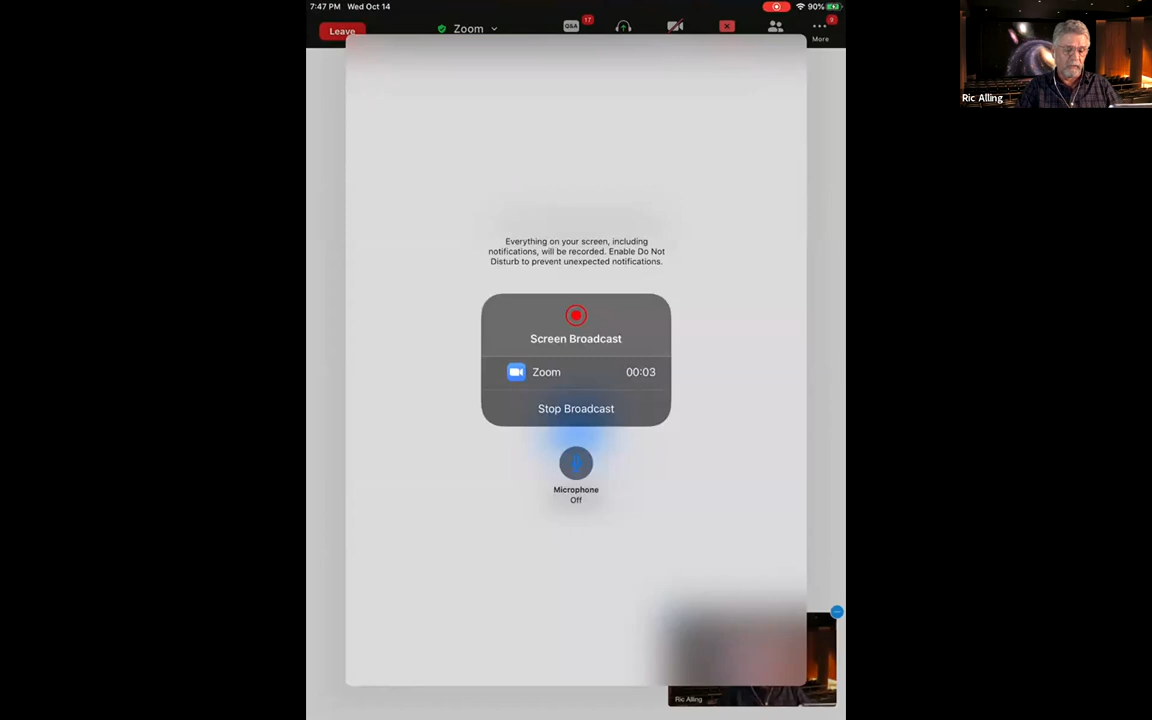 7:47 PM Wed Oct 14
90%
Leave
Zoom
Q&A
17
9
More
Ric Alling
Everything on your screen, including
notifications, will be recorded. Enable Do Not
Disturb to prevent unexpected notifications.
Screen Broadcast
Zoom 00:03
Stop Broadcast
Microphone
Off
Ric Alling